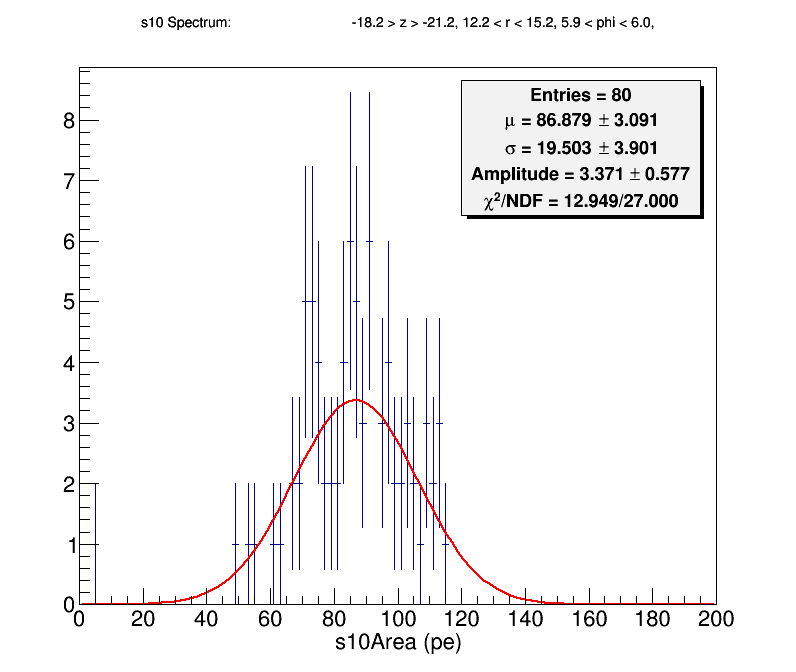 s10 Spectrum: -18.2 > z > -21.2, 12.2 < r < 15.2, 5.9 < phi < 6.0,
Entries = 80
μ = 86.879 ± 3.091
σ = 19.503 ± 3.901
Amplitude = 3.371 ± 0.577
χ²/NDF = 12.949/27.000
8
7
6
5
4
3
2
1
0
0 20 40 60 80 100 120 140 160 180 200
s10Area (pe)